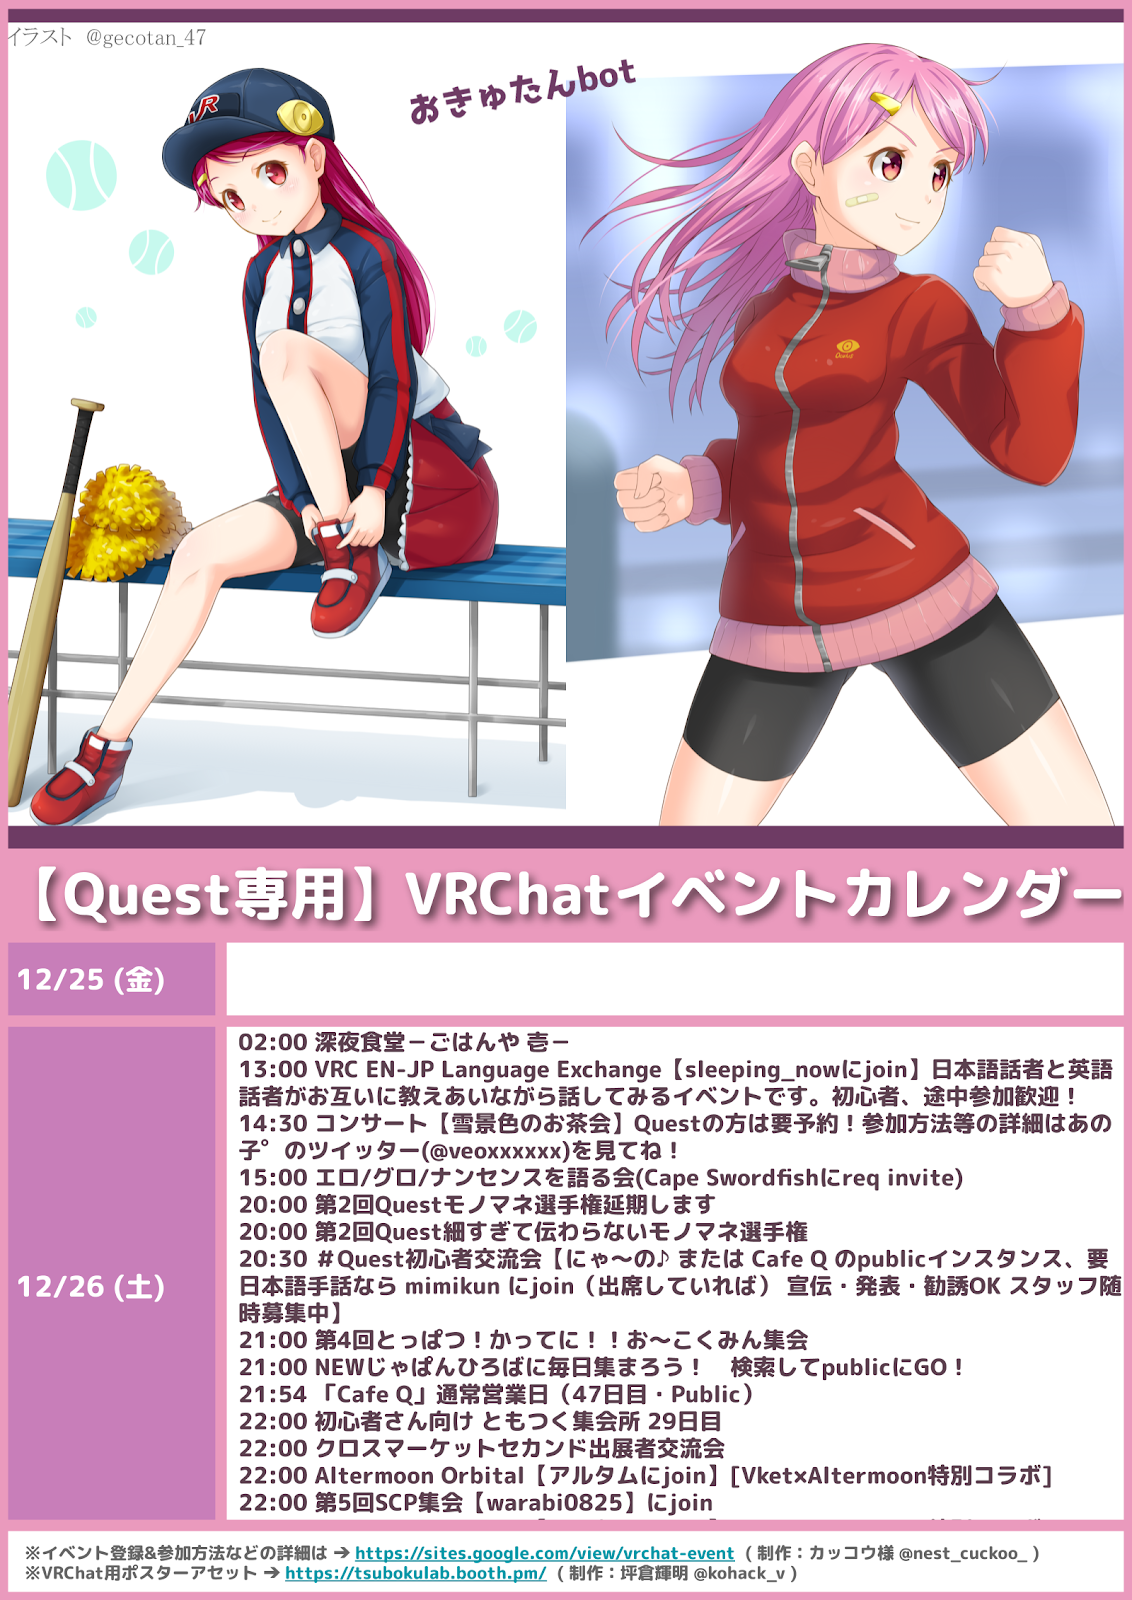 イラスト @gecotan_47
おきゅたんbot
VR
Quest
【Quest専用】VRChatイベントカレンダー
12/25 (金)
12/26 (土)
02:00 深夜食堂－ごはんや 壱－
13:00 VRC EN-JP Language Exchange【sleeping_nowにjoin】日本語話者と英語
話者がお互いに教えあいながら話してみるイベントです。初心者、途中参加歓迎！
14:30 コンサート【雪景色のお茶会】Questの方は要予約！参加方法等の詳細はあの
子゜のツイッター(@veoxxxxxx)を見てね！
15:00 エロ/グロ/ナンセンスを語る会(Cape Swordfishにreq invite)
20:00 第2回Questモノマネ選手権延期します
20:00 第2回Quest細すぎて伝わらないモノマネ選手権
20:30 ＃Quest初心者交流会【にゃ～の♪ または Cafe Q のpublicインスタンス、要
日本語手話なら mimikun にjoin（出席していれば） 宣伝・発表・勧誘OK スタッフ随
時募集中】
21:00 第4回とっぱつ！かってに！！お～こくみん集会
21:00 NEWじゃぱんひろばに毎日集まろう！　検索してpublicにGO！
21:54 「Cafe Q」通常営業日（47日目・Public）
22:00 初心者さん向け ともつく集会所 29日目
22:00 クロスマーケットセカンド出展者交流会
22:00 Altermoon Orbital【アルタムにjoin】[Vket×Altermoon特別コラボ]
22:00 第5回SCP集会【warabi0825】にjoin
※イベント登録&参加方法などの詳細は ➔ https://sites.google.com/view/vrchat-event （ 制作：カッコウ様 @nest_cuckoo_ ）
※VRChat用ポスターアセット ➔ https://tsubokulab.booth.pm/ （ 制作：坪倉輝明 @kohack_v ）